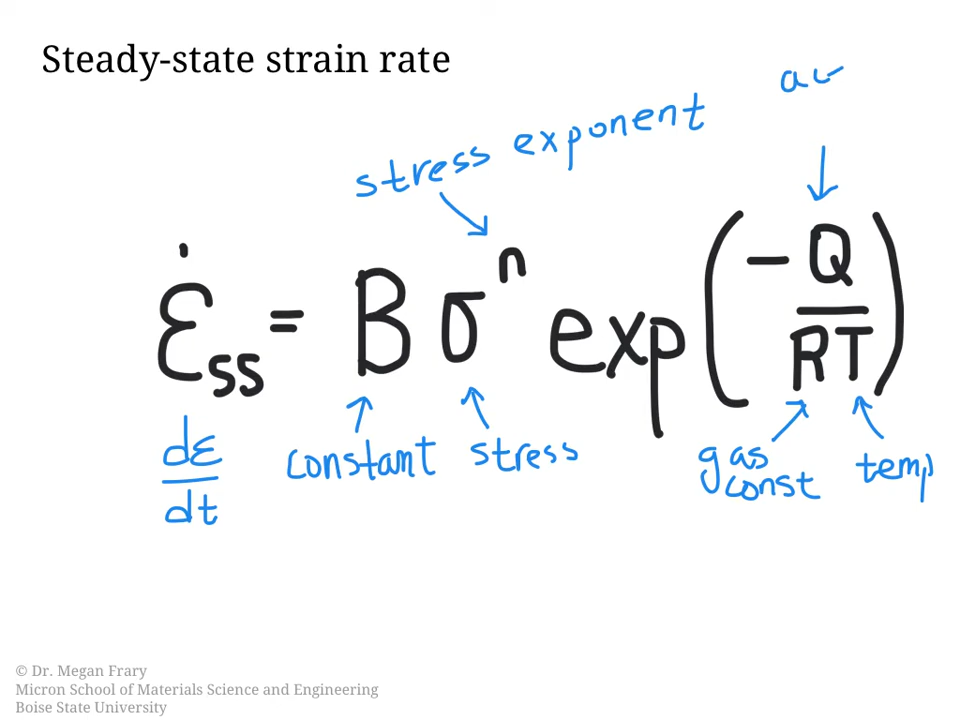 Steady-state strain rate
ac
stress exponent
ε̇ss = B σ^n exp(-Q/RT)
dε/dt
constant
stress
gas
const
temp
© Dr. Megan Frary
Micron School of Materials Science and Engineering
Boise State University